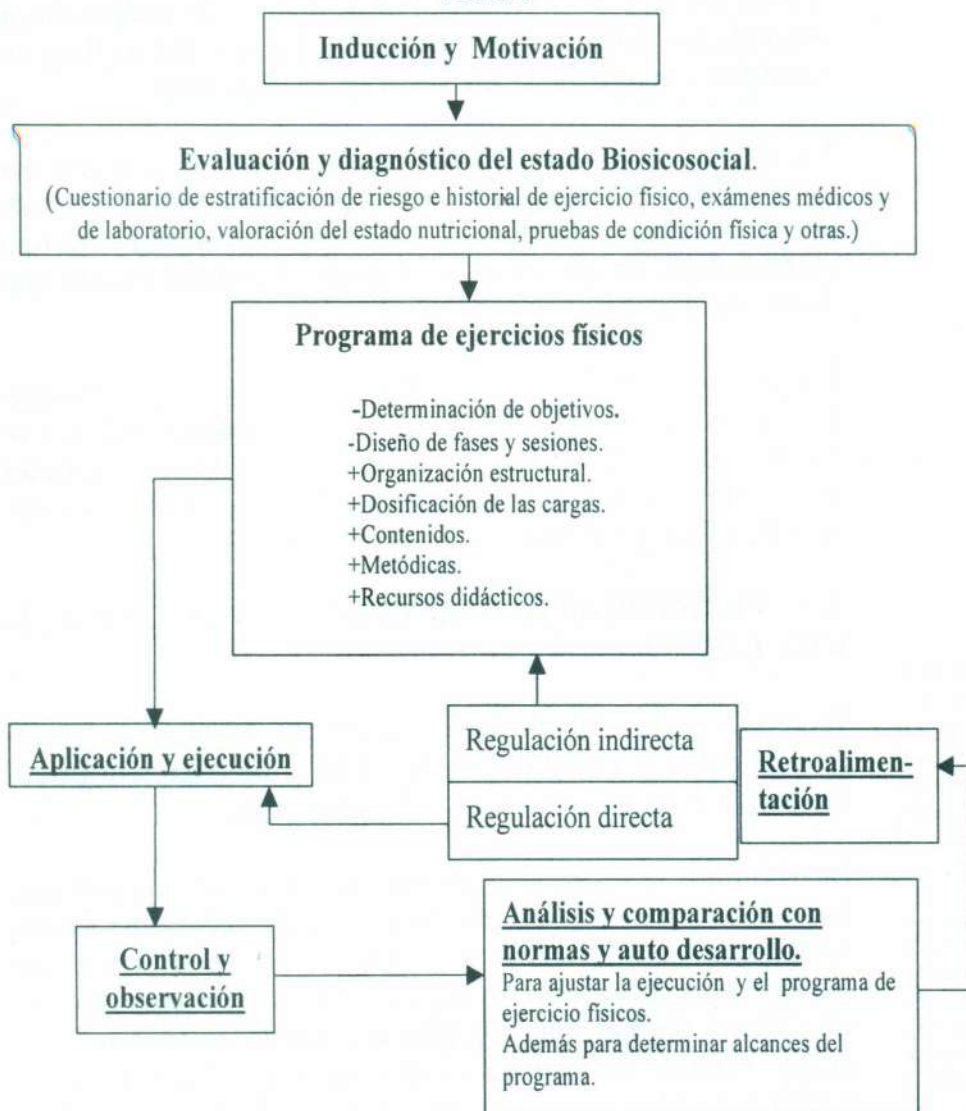 Inducción y Motivación
Evaluación y diagnóstico del estado Biosicosocial.
(Cuestionario de estratificación de riesgo e historial de ejercicio físico, exámenes médicos y
de laboratorio, valoración del estado nutricional, pruebas de condición física y otras.)
Programa de ejercicios físicos
-Determinación de objetivos.
-Diseño de fases y sesiones.
+Organización estructural.
+Dosificación de las cargas.
+Contenidos.
+Metódicas.
+Recursos didácticos.
Aplicación y ejecución
Regulación indirecta
Regulación directa
Retroalimen-
tación
Control y
observación
Análisis y comparación con
normas y auto desarrollo.
Para ajustar la ejecución y el programa de
ejercicio físicos.
Además para determinar alcances del
programa.